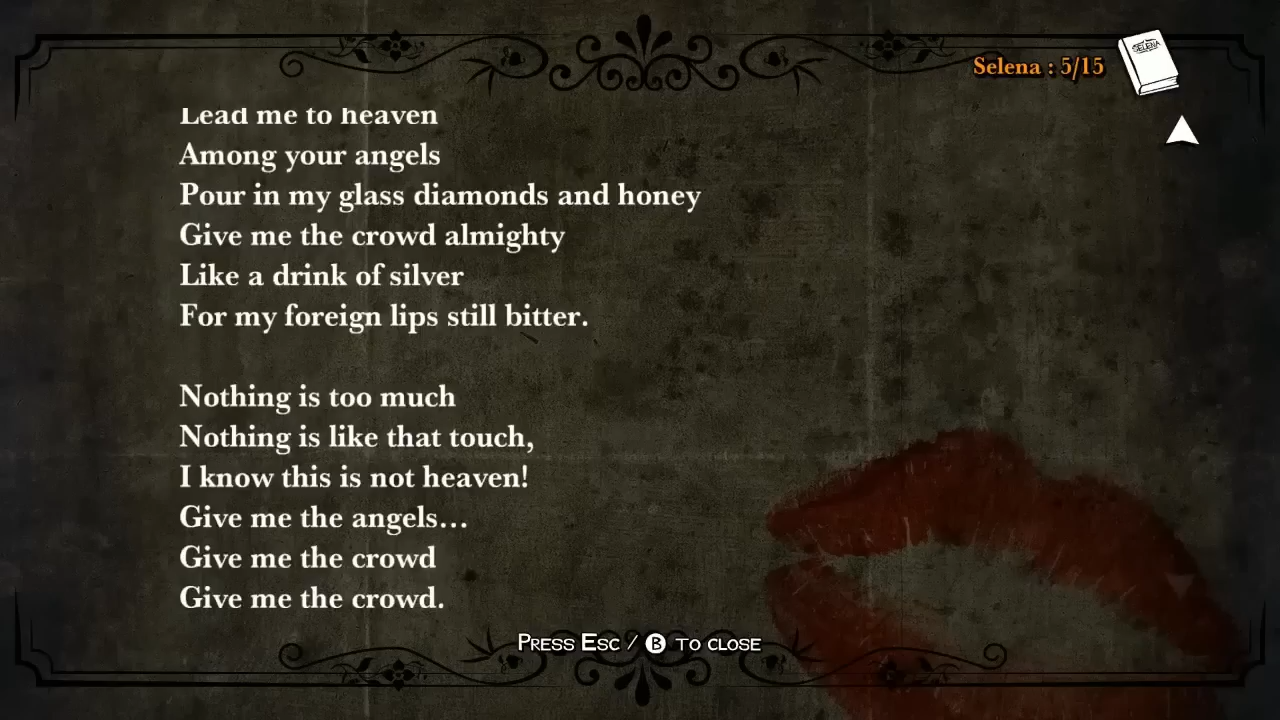 Selena : 5/15
SELENA
Lead me to heaven
Among your angels
Pour in my glass diamonds and honey
Give me the crowd almighty
Like a drink of silver
For my foreign lips still bitter.
Nothing is too much
Nothing is like that touch,
I know this is not heaven!
Give me the angels...
Give me the crowd
Give me the crowd.
PRESS ESC / B TO CLOSE